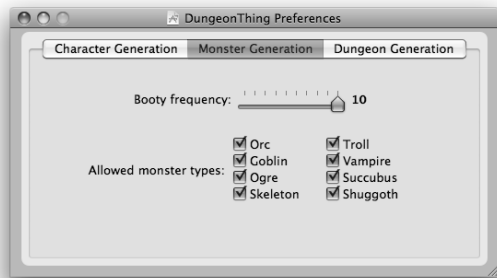 DungeonThing Preferences
Character Generation Monster Generation Dungeon Generation
Booty frequency: 10
Allowed monster types:
Orc
Goblin
Ogre
Skeleton
Troll
Vampire
Succubus
Shuggoth